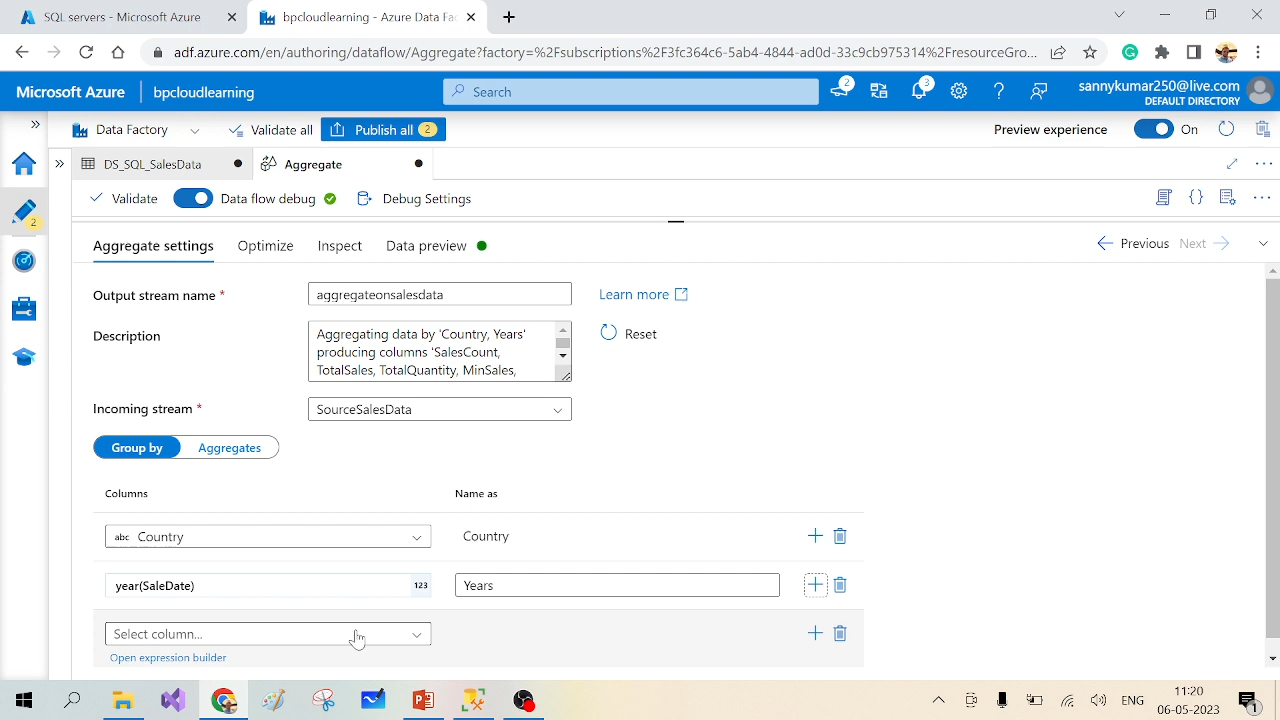 SQL servers - Microsoft Azure
bpcloudlearning - Azure Data Fac
adf.azure.com/en/authoring/dataflow/Aggregate?factory=%2Fsubscriptions%2F3fc364c6-5ab4-4844-ad0d-33c9cb975314%2FresourceGro...
Microsoft Azure
bpcloudlearning
Search
2
3
sannykumar250@live.com
DEFAULT DIRECTORY
Data Factory
Validate all
Publish all 2
Preview experience
On
DS_SQL_SalesData
Aggregate
2
Validate
Data flow debug
Debug Settings
Aggregate settings
Optimize
Inspect
Data preview
Previous
Next
Output stream name *
aggregateonsalesdata
Learn more
Description
Aggregating data by 'Country, Years'
producing columns 'SalesCount,
TotalSales, TotalQuantity, MinSales,
Reset
Incoming stream *
SourceSalesData
Group by
Aggregates
Columns
Name as
abc Country
Country
year(SaleDate)
123
Years
Select column...
Open expression builder
ENG
11:20
06-05-2023
1